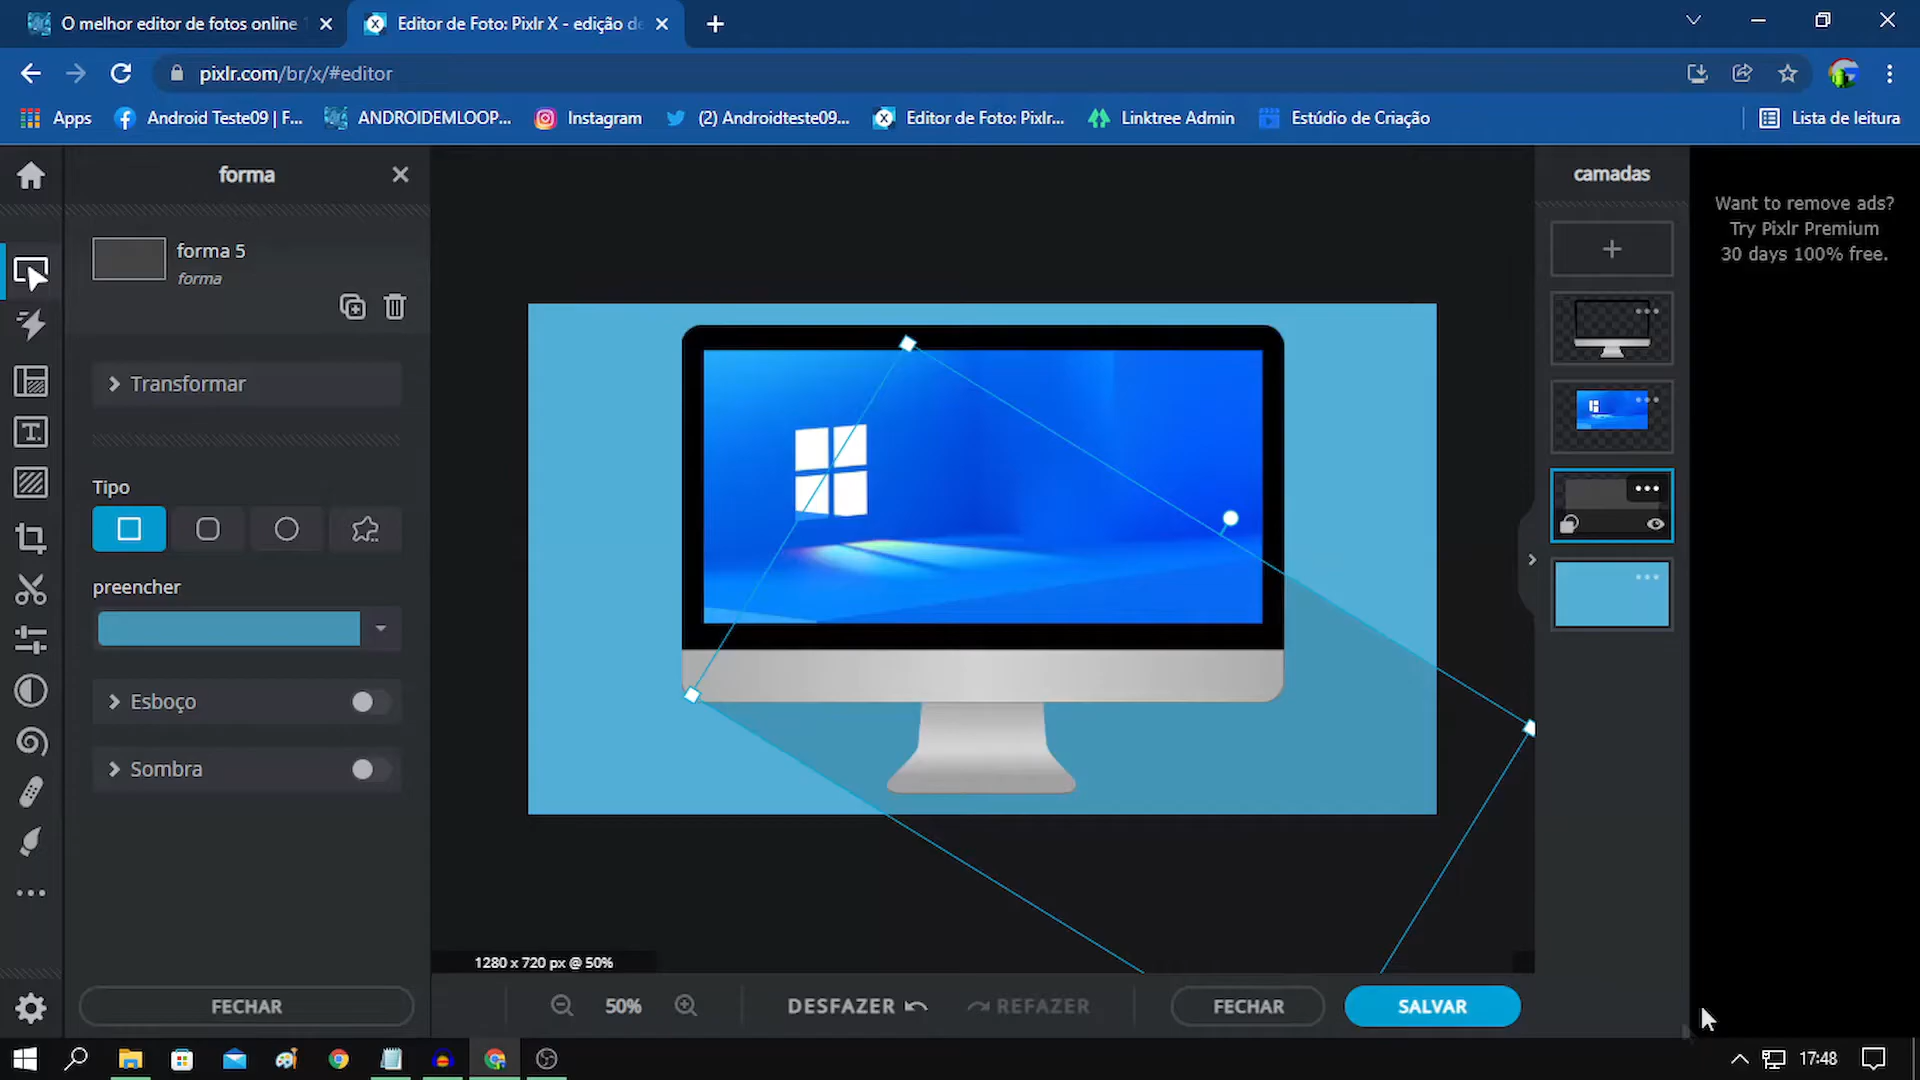 O melhor editor de fotos online
Editor de Foto: Pixlr X - edição de
pixlr.com/br/x/#editor
Apps
Android Teste09 | F...
ANDROIDEMLOOP...
Instagram
(2) Androidteste09...
Editor de Foto: Pixlr...
Linktree Admin
Estúdio de Criação
Lista de leitura
forma
forma 5
forma
Transformar
Tipo
preencher
Esboço
Sombra
FECHAR
1280 x 720 px @ 50%
50%
DESFAZER
REFAZER
FECHAR
SALVAR
camadas
Want to remove ads?
Try Pixlr Premium
30 days 100% free.
17:48